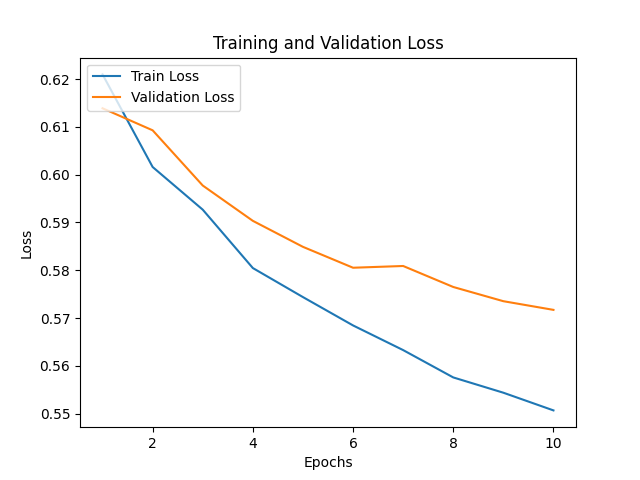 Training and Validation Loss
Train Loss
Validation Loss
0.62
0.61
0.60
0.59
0.58
0.57
0.56
0.55
Loss
2
4
6
8
10
Epochs